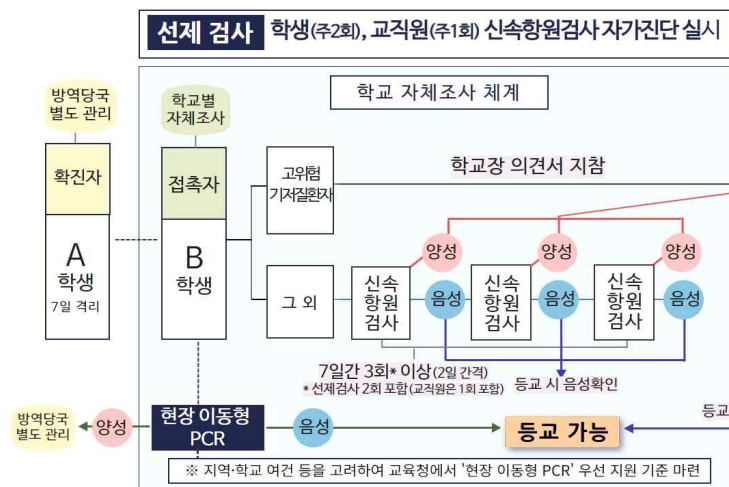 선제 검사 학생(주2회), 교직원(주1회) 신속항원검사 자가진단 실시
학교 자체조사 체계
방역당국
별도 관리
확진자
A
학생
7일 격리
학교별
자체조사
접촉자
B
학생
고위험
기저질환자
학교장 의견서 지참
그 외
신속
항원
검사
양성
음성
신속
항원
검사
양성
음성
신속
항원
검사
양성
음성
7일간 3회* 이상(2일 간격)
* 선제검사 2회 포함(교직원은 1회 포함)
등교 시 음성확인
방역당국
별도 관리
양성
현장 이동형
PCR
음성
등교 가능
등교
※ 지역·학교 여건 등을 고려하여 교육청에서 '현장 이동형 PCR' 우선 지원 기준 마련